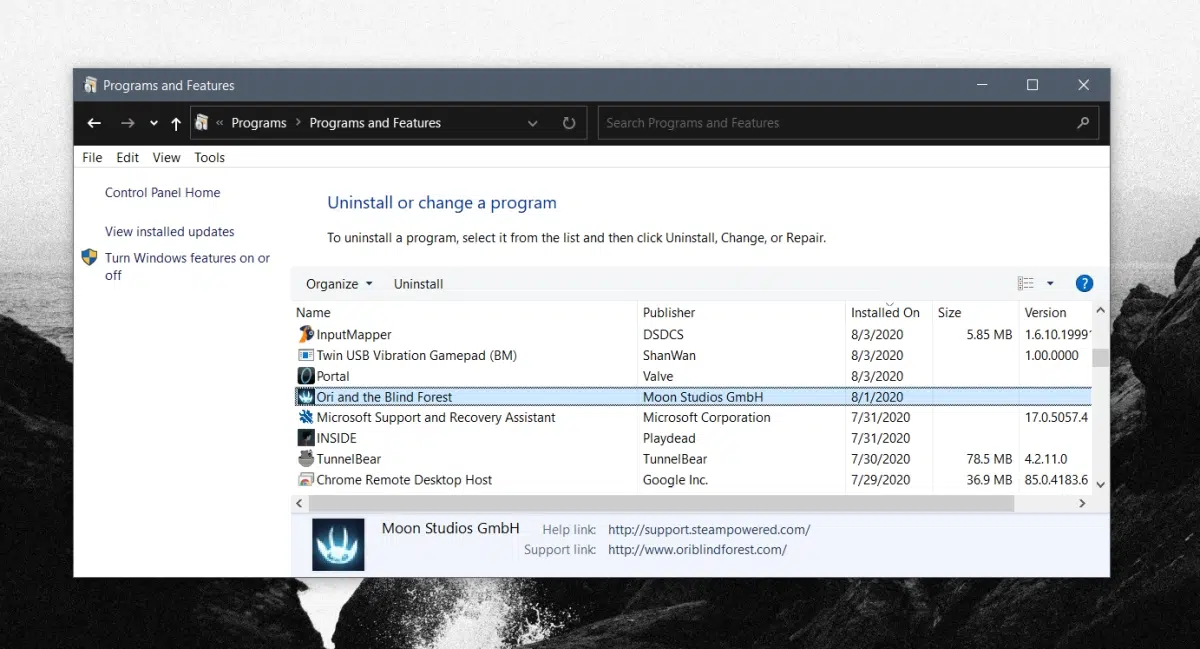 Programs and Features
« Programs > Programs and Features
Search Programs and Features
File Edit View Tools
Control Panel Home
View installed updates
Turn Windows features on or
off
Uninstall or change a program
To uninstall a program, select it from the list and then click Uninstall, Change, or Repair.
Organize Uninstall ?
Name Publisher Installed On Size Version
InputMapper DSDCS 8/3/2020 5.85 MB 1.6.10.1999
Twin USB Vibration Gamepad (BM) ShanWan 8/3/2020 1.00.0000
Portal Valve 8/3/2020
Ori and the Blind Forest Moon Studios GmbH 8/1/2020
Microsoft Support and Recovery Assistant Microsoft Corporation 7/31/2020 17.0.5057.4
INSIDE Playdead 7/31/2020
TunnelBear TunnelBear 7/30/2020 78.5 MB 4.2.11.0
Chrome Remote Desktop Host Google Inc. 7/29/2020 36.9 MB 85.0.4183.6
Moon Studios GmbH Help link: http://support.steampowered.com/
Support link: http://www.oriblindforest.com/